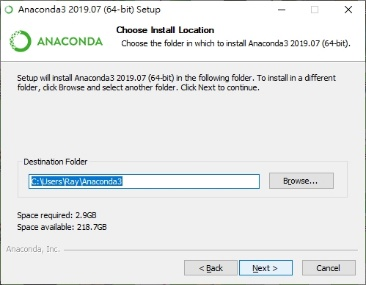 Anaconda3 2019.07 (64-bit) Setup
ANACONDA
Choose Install Location
Choose the folder in which to install Anaconda3 2019.07 (64-bit).
Setup will install Anaconda3 2019.07 (64-bit) in the following folder. To install in a different
folder, click Browse and select another folder. Click Next to continue.
Destination Folder
C:\Users\Ray\Anaconda3
Browse...
Space required: 2.9GB
Space available: 218.7GB
Anaconda, Inc.
< Back
Next >
Cancel